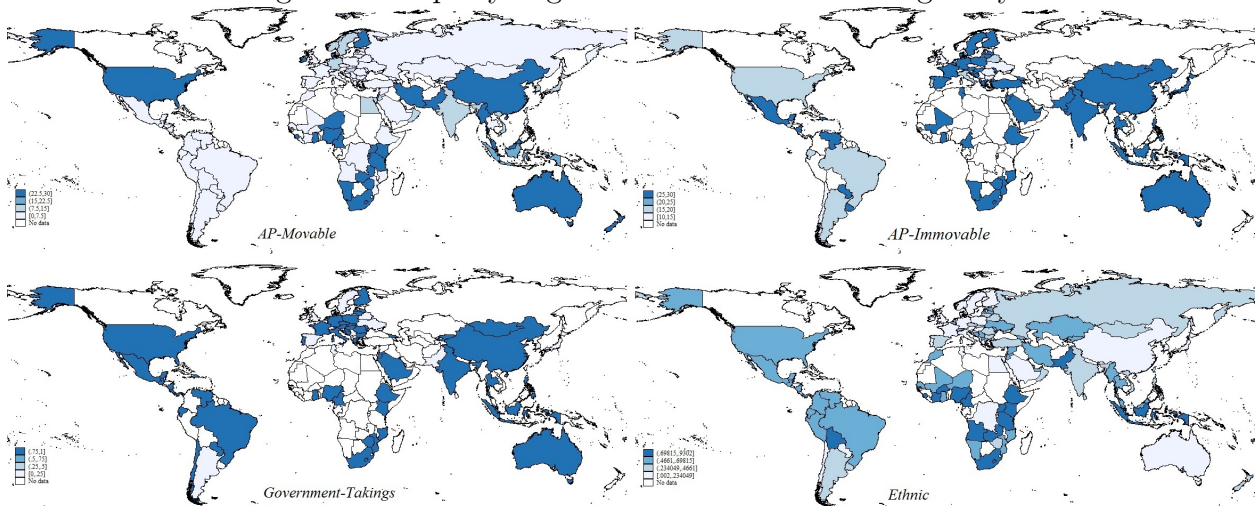 (22.5,30]
(15,22.5]
(7.5,15]
[0,7.5]
No data
AP-Movable
(25,30]
(20,25]
(15,20]
[10,15]
No data
AP-Immovable
(.75,1]
(.5,.75]
(.25,.5]
[0,.25]
No data
Government-Takings
(.69815,.9302]
(.4661,.69815]
(.234049,.4661]
[.002,.234049]
No data
Ethnic